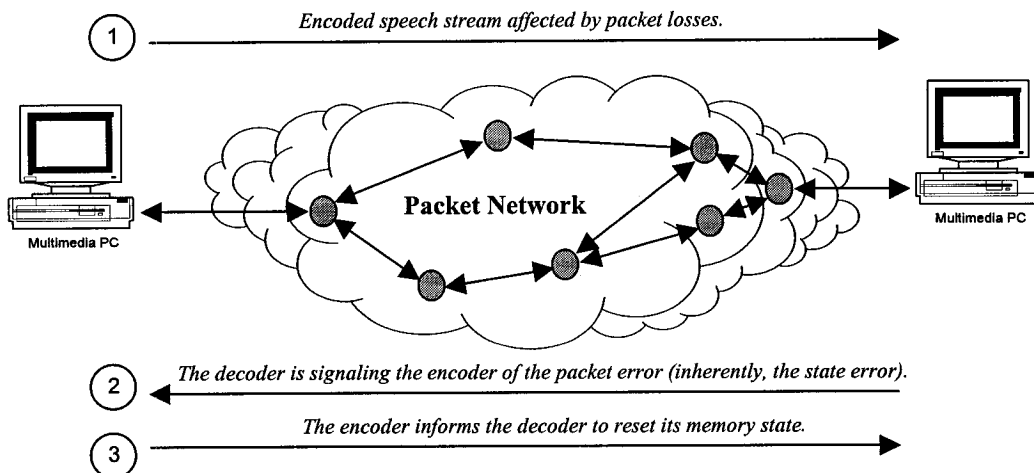 1
Encoded speech stream affected by packet losses.
Packet Network
Multimedia PC
Multimedia PC
2
The decoder is signaling the encoder of the packet error (inherently, the state error).
3
The encoder informs the decoder to reset its memory state.